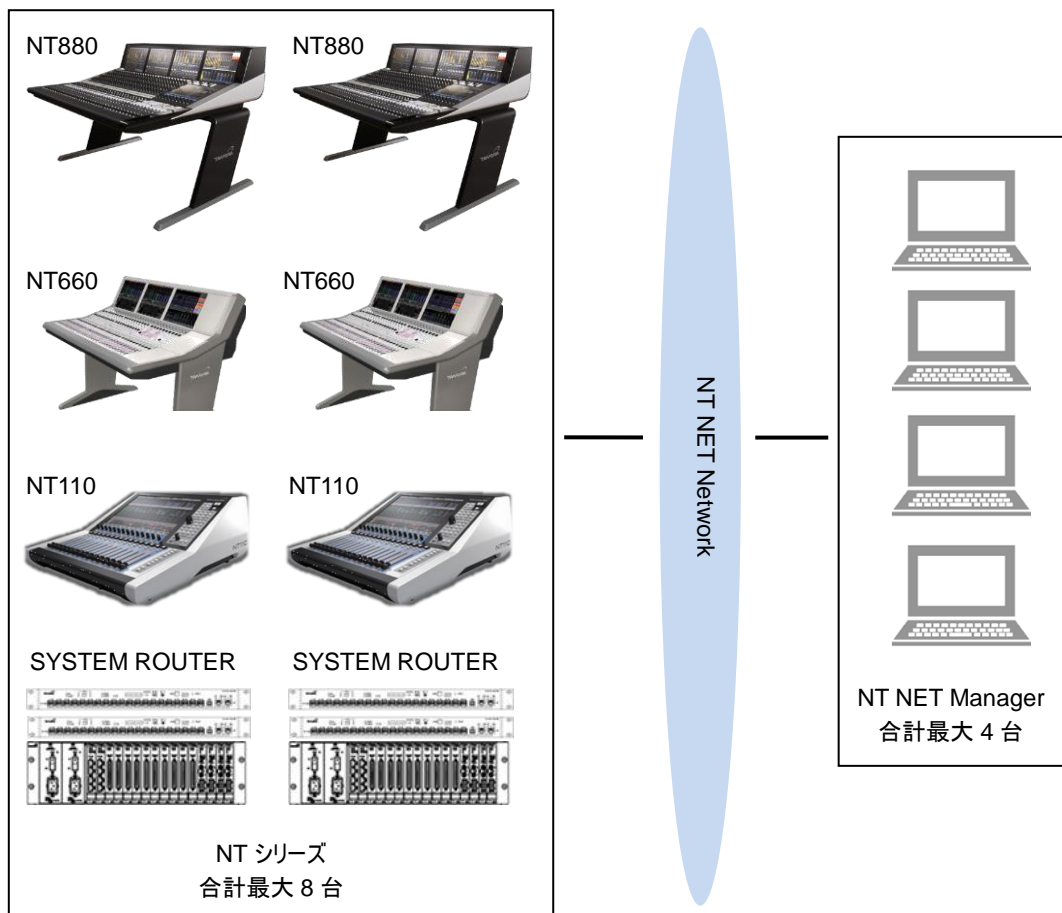 NT880
NT880
NT660
NT660
NT110
NT110
SYSTEM ROUTER
SYSTEM ROUTER
NT シリーズ
合計最大 8 台
NT NET Network
NT NET Manager
合計最大 4 台